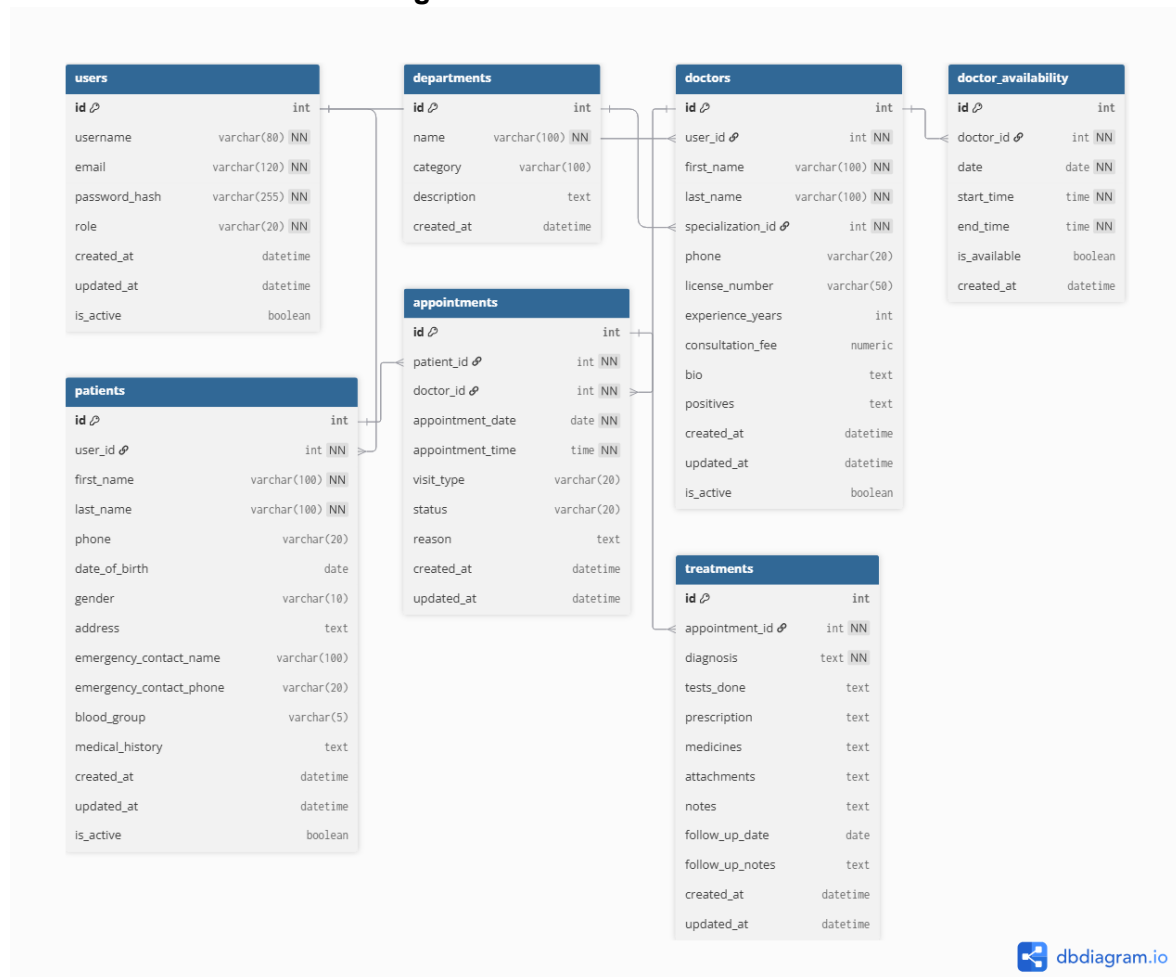 users
id int
username varchar(80) NN
email varchar(120) NN
password_hash varchar(255) NN
role varchar(20) NN
created_at datetime
updated_at datetime
is_active boolean
departments
id int
name varchar(100) NN
category varchar(100)
description text
created_at datetime
doctors
id int
user_id int NN
first_name varchar(100) NN
last_name varchar(100) NN
specialization_id int NN
phone varchar(20)
license_number varchar(50)
experience_years int
consultation_fee numeric
bio text
positives text
created_at datetime
updated_at datetime
is_active boolean
doctor_availability
id int
doctor_id int NN
date date NN
start_time time NN
end_time time NN
is_available boolean
created_at datetime
appointments
id int
patient_id int NN
doctor_id int NN
appointment_date date NN
appointment_time time NN
visit_type varchar(20)
status varchar(20)
reason text
created_at datetime
updated_at datetime
patients
id int
user_id int NN
first_name varchar(100) NN
last_name varchar(100) NN
phone varchar(20)
date_of_birth date
gender varchar(10)
address text
emergency_contact_name varchar(100)
emergency_contact_phone varchar(20)
blood_group varchar(5)
medical_history text
created_at datetime
updated_at datetime
is_active boolean
treatments
id int
appointment_id int NN
diagnosis text NN
tests_done text
prescription text
medicines text
attachments text
notes text
follow_up_date date
follow_up_notes text
created_at datetime
updated_at datetime
dbdiagram.io